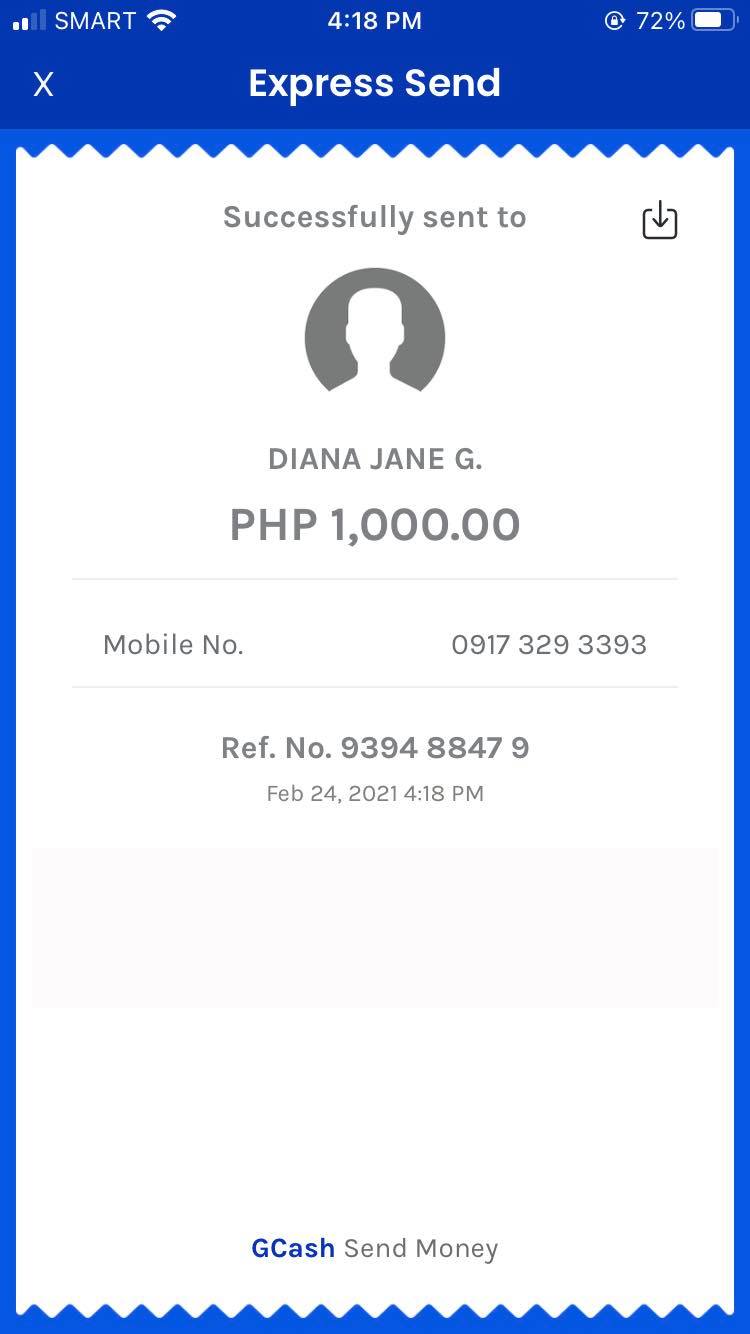 SMART 4:18 PM 72%
X Express Send
Successfully sent to
DIANA JANE G.
PHP 1,000.00
Mobile No. 0917 329 3393
Ref. No. 9394 8847 9
Feb 24, 2021 4:18 PM
GCash Send Money